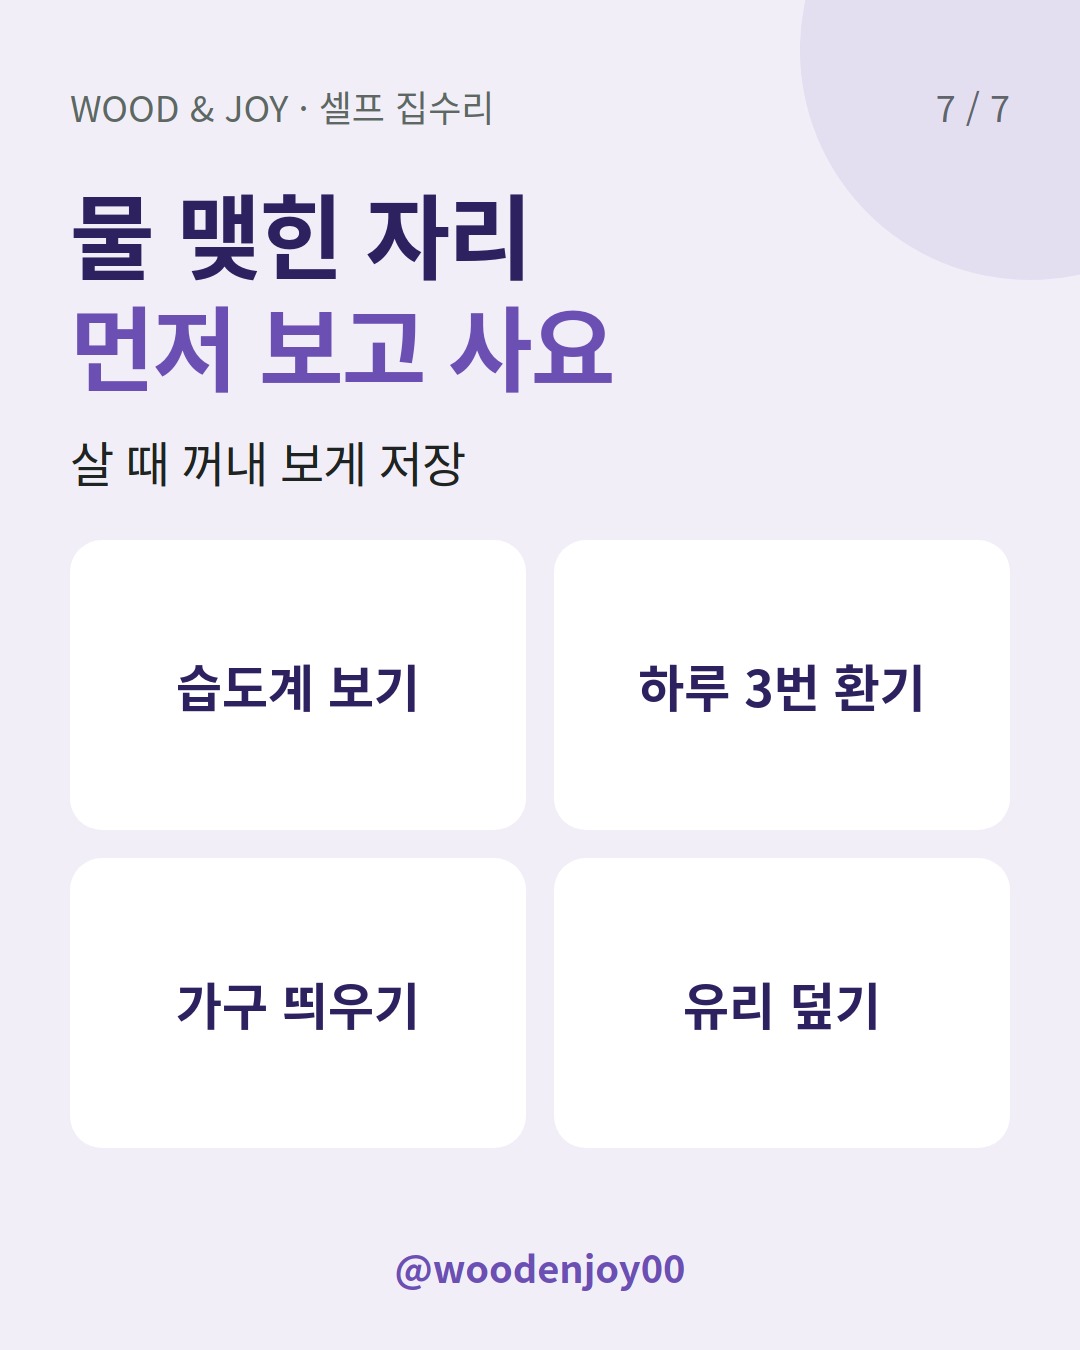 WOOD & JOY · 셀프 집수리
7 / 7
물 맺힌 자리
먼저 보고 사요
살 때 꺼내 보게 저장
습도계 보기
하루 3번 환기
가구 띄우기
유리 덮기
@woodenjoy00